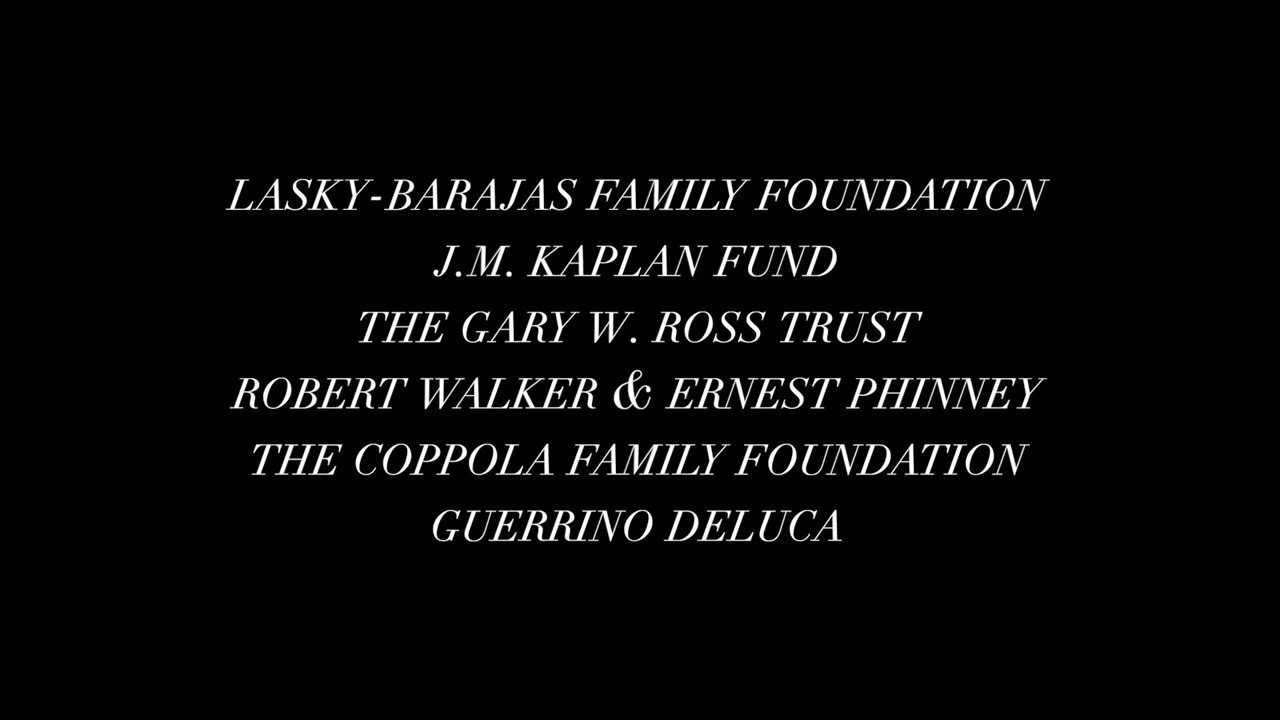 LASKY-BARAJAS FAMILY FOUNDATION
J.M. KAPLAN FUND
THE GARY W. ROSS TRUST
ROBERT WALKER & ERNEST PHINNEY
THE COPPOLA FAMILY FOUNDATION
GUERRINO DELUCA